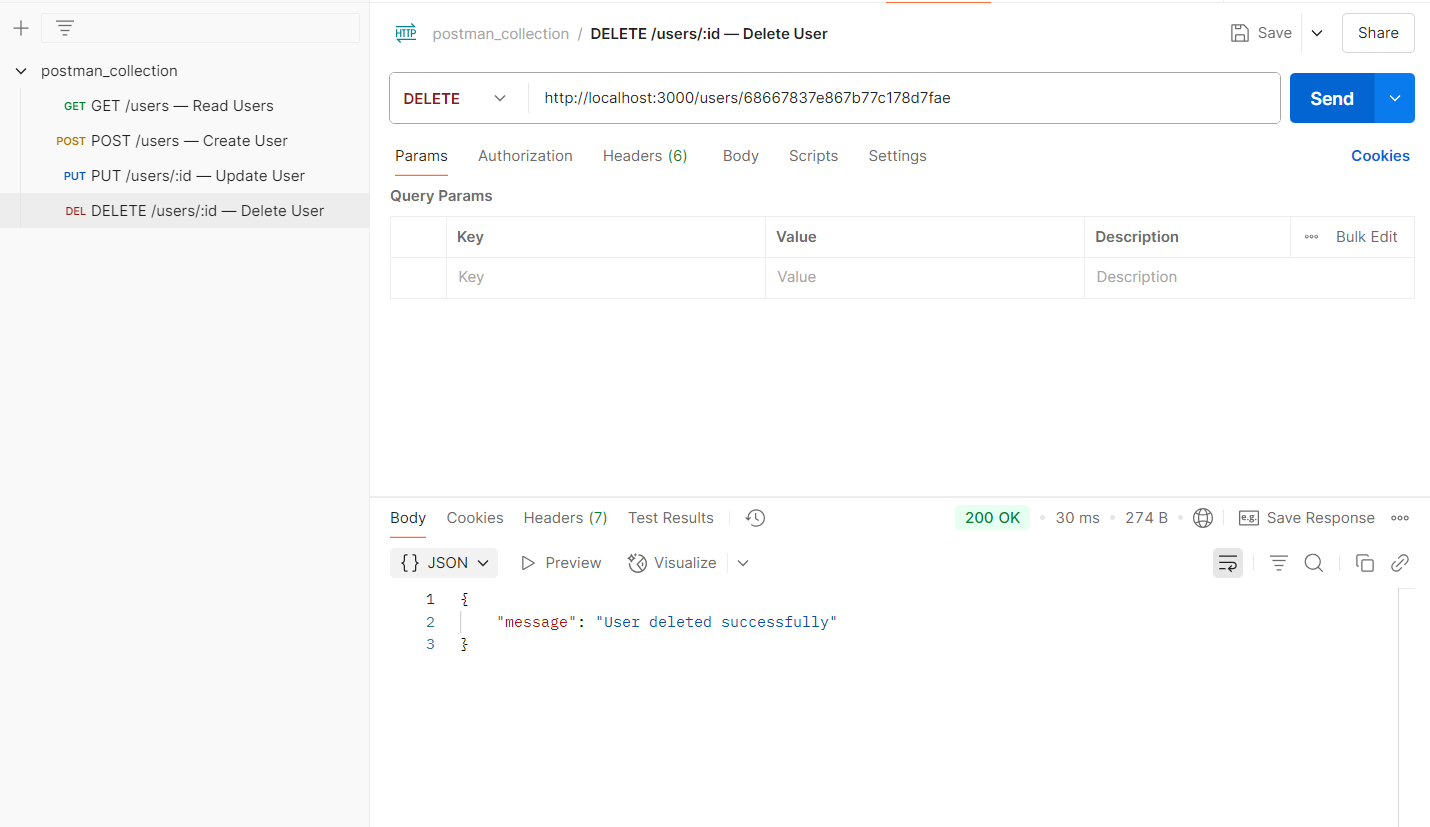 postman_collection
GET GET /users — Read Users
POST POST /users — Create User
PUT PUT /users/:id — Update User
DEL DELETE /users/:id — Delete User
HTTP postman_collection / DELETE /users/:id — Delete User
Save
Share
DELETE http://localhost:3000/users/68667837e867b77c178d7fae
Send
Params Authorization Headers (6) Body Scripts Settings Cookies
Query Params
Key Value Description Bulk Edit
Key Value Description
Body Cookies Headers (7) Test Results 200 OK 30 ms 274 B e.g. Save Response
{} JSON Preview Visualize
1 {
2 "message": "User deleted successfully"
3 }